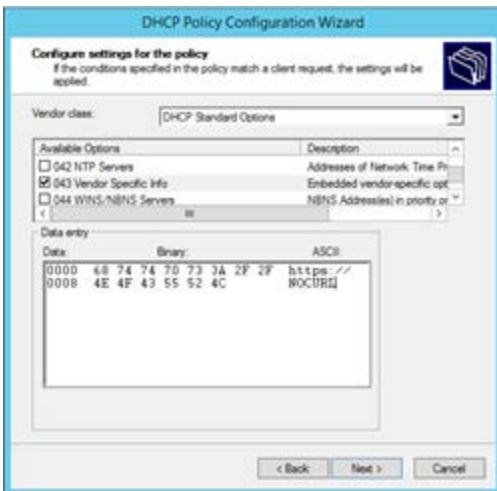 DHCP Policy Configuration Wizard
Configure settings for the policy
If the conditions specified in the policy match a client request, the settings will be
applied.
Vendor class:
DHCP Standard Options
Available Options Description
042 NTP Servers Addresses of Network Time Pr
043 Vendor Specific Info Embedded vendor-specific opt
044 WINS/NBNS Servers NBNS Address(es) in priority or
Data entry
Data: Binary: ASCII:
0000 68 74 74 70 73 3A 2F 2F https://
0008 4E 4F 43 55 52 4C NOCURL
< Back Next > Cancel